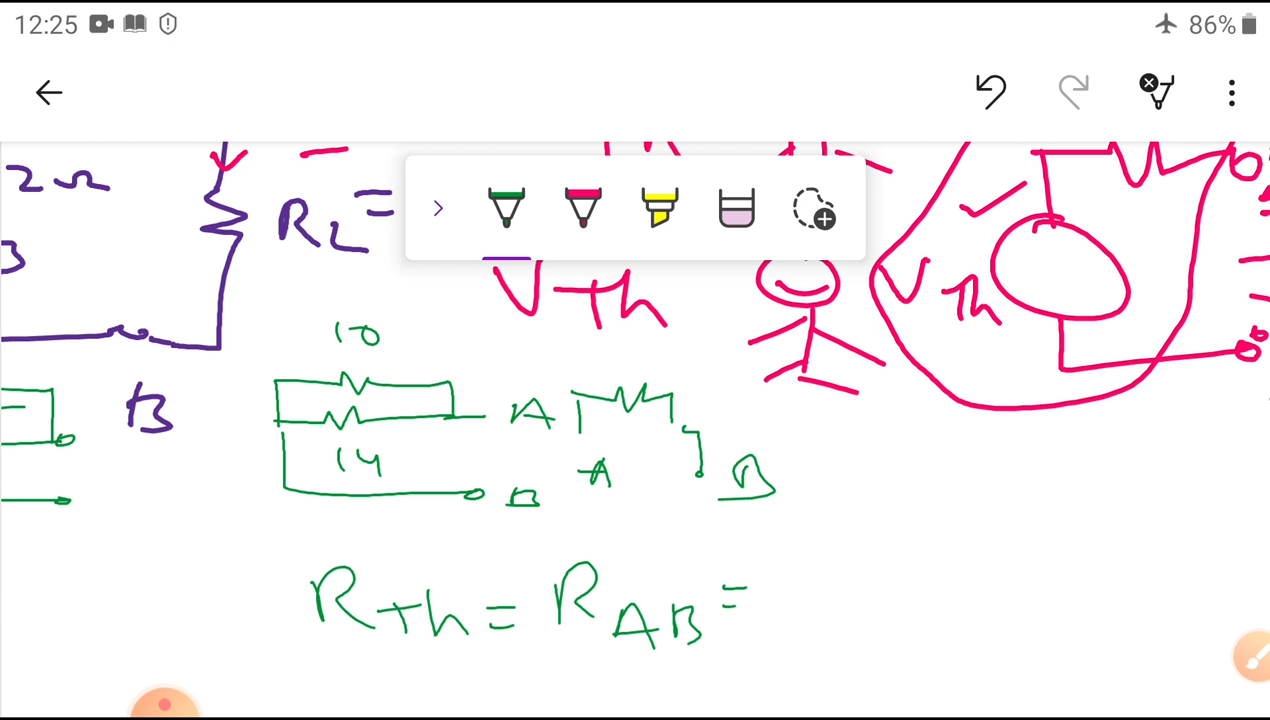 12:25 86%
2Ω
RL =
Vth
VTh
10
B
A
14
A
B
B
Rth = RAB =